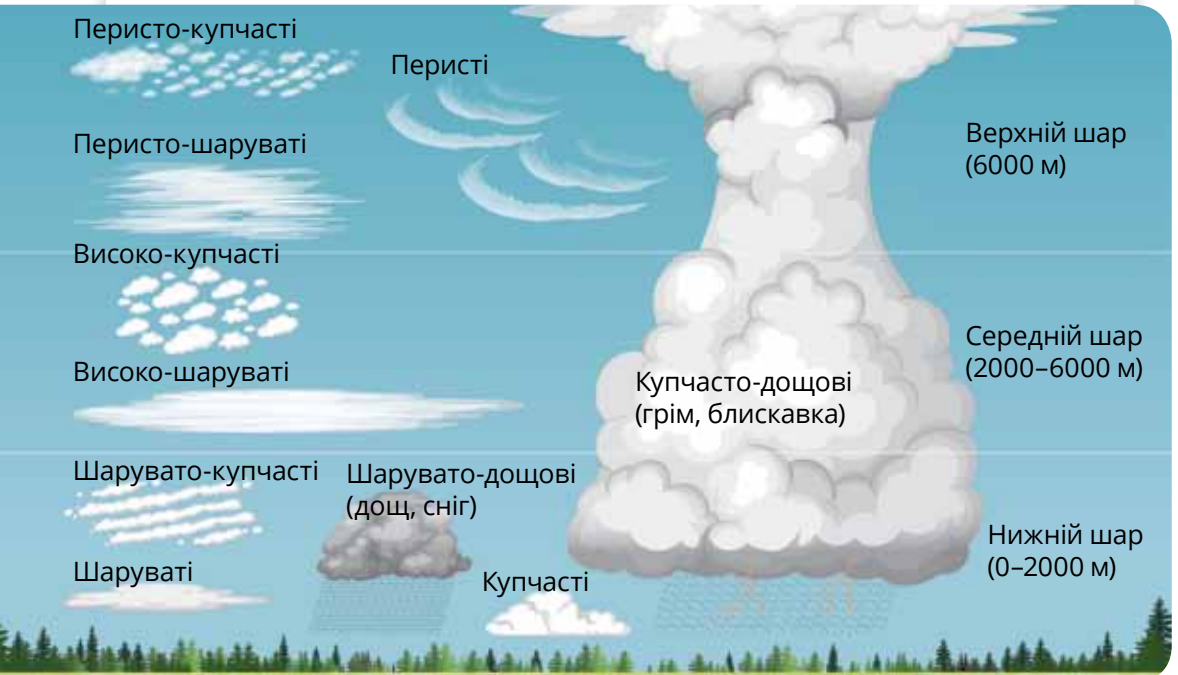 Перисто-купчасті
Перисті
Перисто-шаруваті
Верхній шар
(6000 м)
Високо-купчасті
Середній шар
(2000–6000 м)
Високо-шаруваті
Купчасто-дощові
(грім, блискавка)
Шарувато-купчасті
Шарувато-дощові
(дощ, сніг)
Нижній шар
(0–2000 м)
Шаруваті
Купчасті